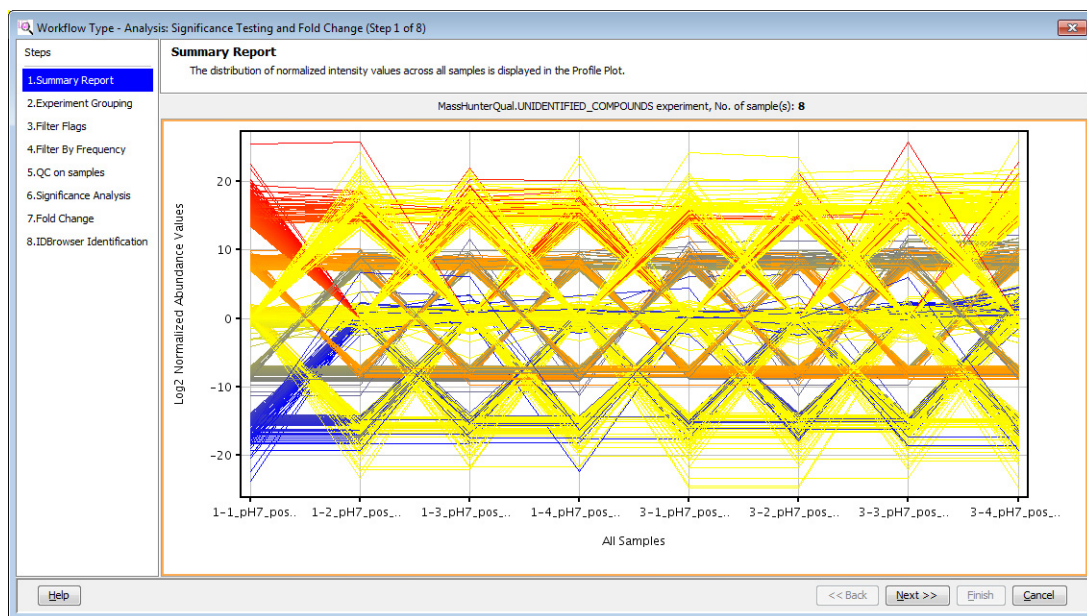 Workflow Type - Analysis: Significance Testing and Fold Change (Step 1 of 8)
Steps
1.Summary Report
2.Experiment Grouping
3.Filter Flags
4.Filter By Frequency
5.QC on samples
6.Significance Analysis
7.Fold Change
8.IDBrowser Identification
Summary Report
The distribution of normalized intensity values across all samples is displayed in the Profile Plot.
MassHunterQual.UNIDENTIFIED_COMPOUNDS experiment, No. of sample(s): 8
Log2 Normalized Abundance Values
20
10
0
-10
-20
1-1_pH7_pos_.. 1-2_pH7_pos_.. 1-3_pH7_pos_.. 1-4_pH7_pos_.. 3-1_pH7_pos_.. 3-2_pH7_pos_.. 3-3_pH7_pos_.. 3-4_pH7_pos_..
All Samples
Help << Back Next >> Finish Cancel